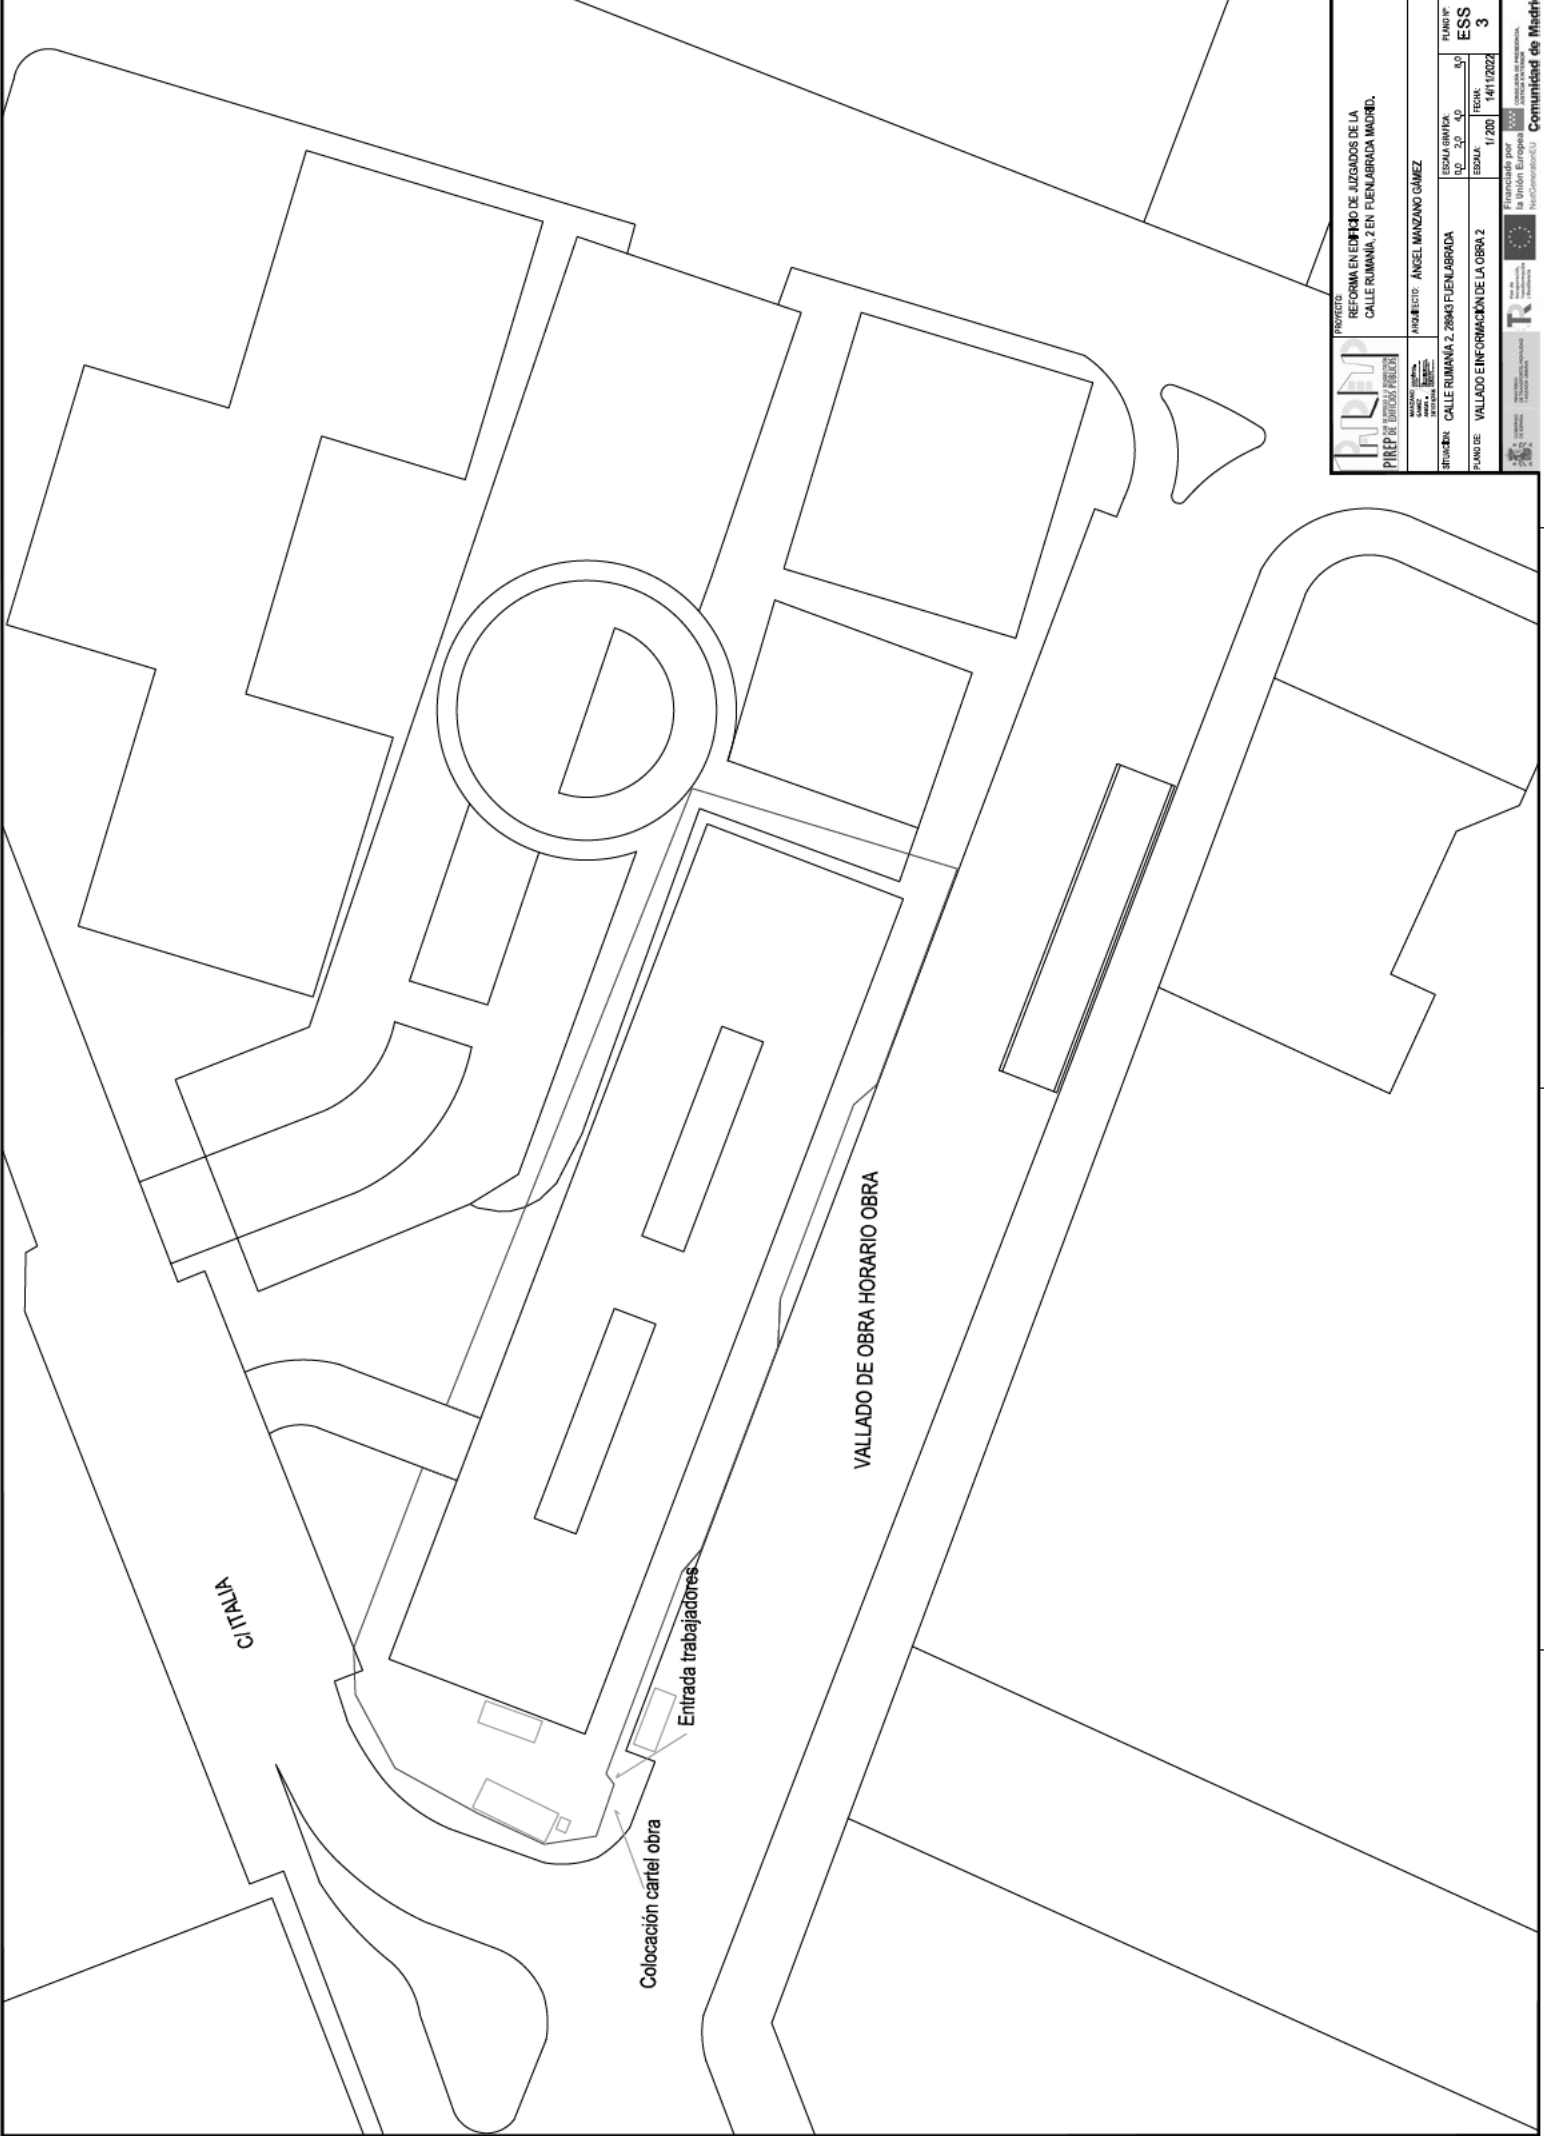 C/ ITALIA
VALLADO DE OBRA HORARIO OBRA
Entrada trabajadores
Colocación cartel obra
PIREP DE EDIFICIOS PÚBLICOS
PROYECTO:
REFORMA EN EDIFICIO DE JUZGADOS DE LA
CALLE RUMANÍA, 2 EN FUENLABRADA MADRID.
ARQUITECTO: ÁNGEL MANZANO GÁMEZ
SITUACIÓN: CALLE RUMANÍA 2, 28943 FUENLABRADA
PLANO DE: VALLADO E INFORMACIÓN DE LA OBRA 2
ESCALA GRÁFICA:
0,0 2,0 4,0 8,0
ESCALA: 1/ 200
FECHA: 14/11/2022
PLANO Nº:
ESS
3
Financiado por
la Unión Europea
NextGenerationEU
Comunidad de Madri